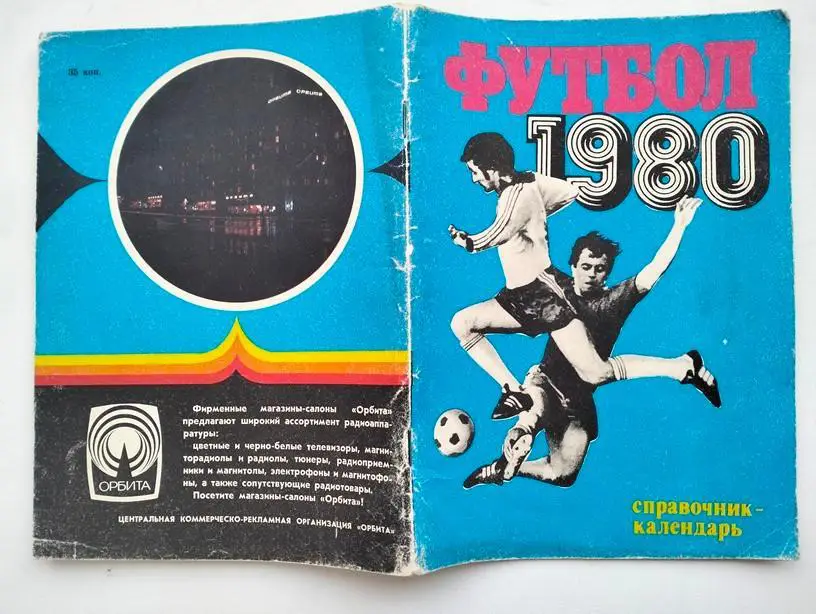 35 коп.
ОРБИТА ОРБИТА
Фирменные магазины-салоны «Орбита»
предлагают широкий ассортимент радиоаппа-
ратуры:
цветные и черно-белые телевизоры, магни-
торадиолы и радиолы, тюнеры, радиоприем-
ники и магнитолы, электрофоны и магнитофо-
ны, а также сопутствующие радиотовары.
Посетите магазины-салоны «Орбита»!
ОРБИТА
ЦЕНТРАЛЬНАЯ КОММЕРЧЕСКО-РЕКЛАМНАЯ ОРГАНИЗАЦИЯ «ОРБИТА»
ФУТБОЛ
1980
справочник-
календарь